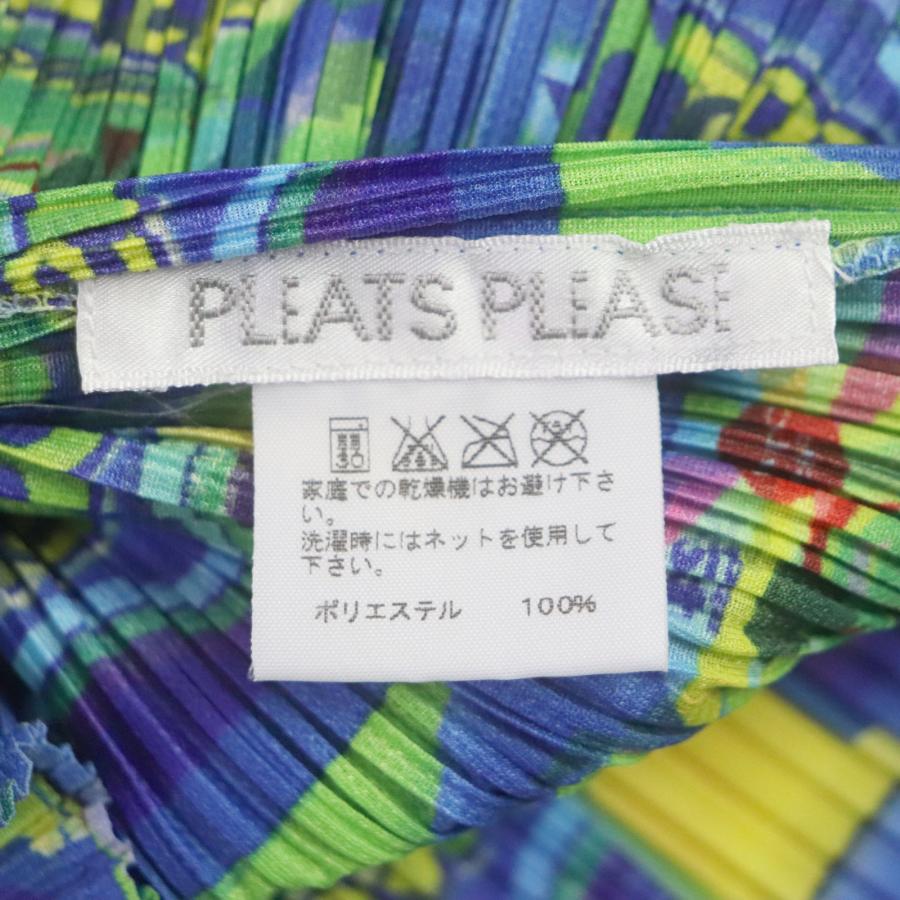 PLEATS PLEASE
30
家庭での乾燥機はお避け下さ
い。
洗濯時にはネットを使用して
下さい。
ポリエステル 100%